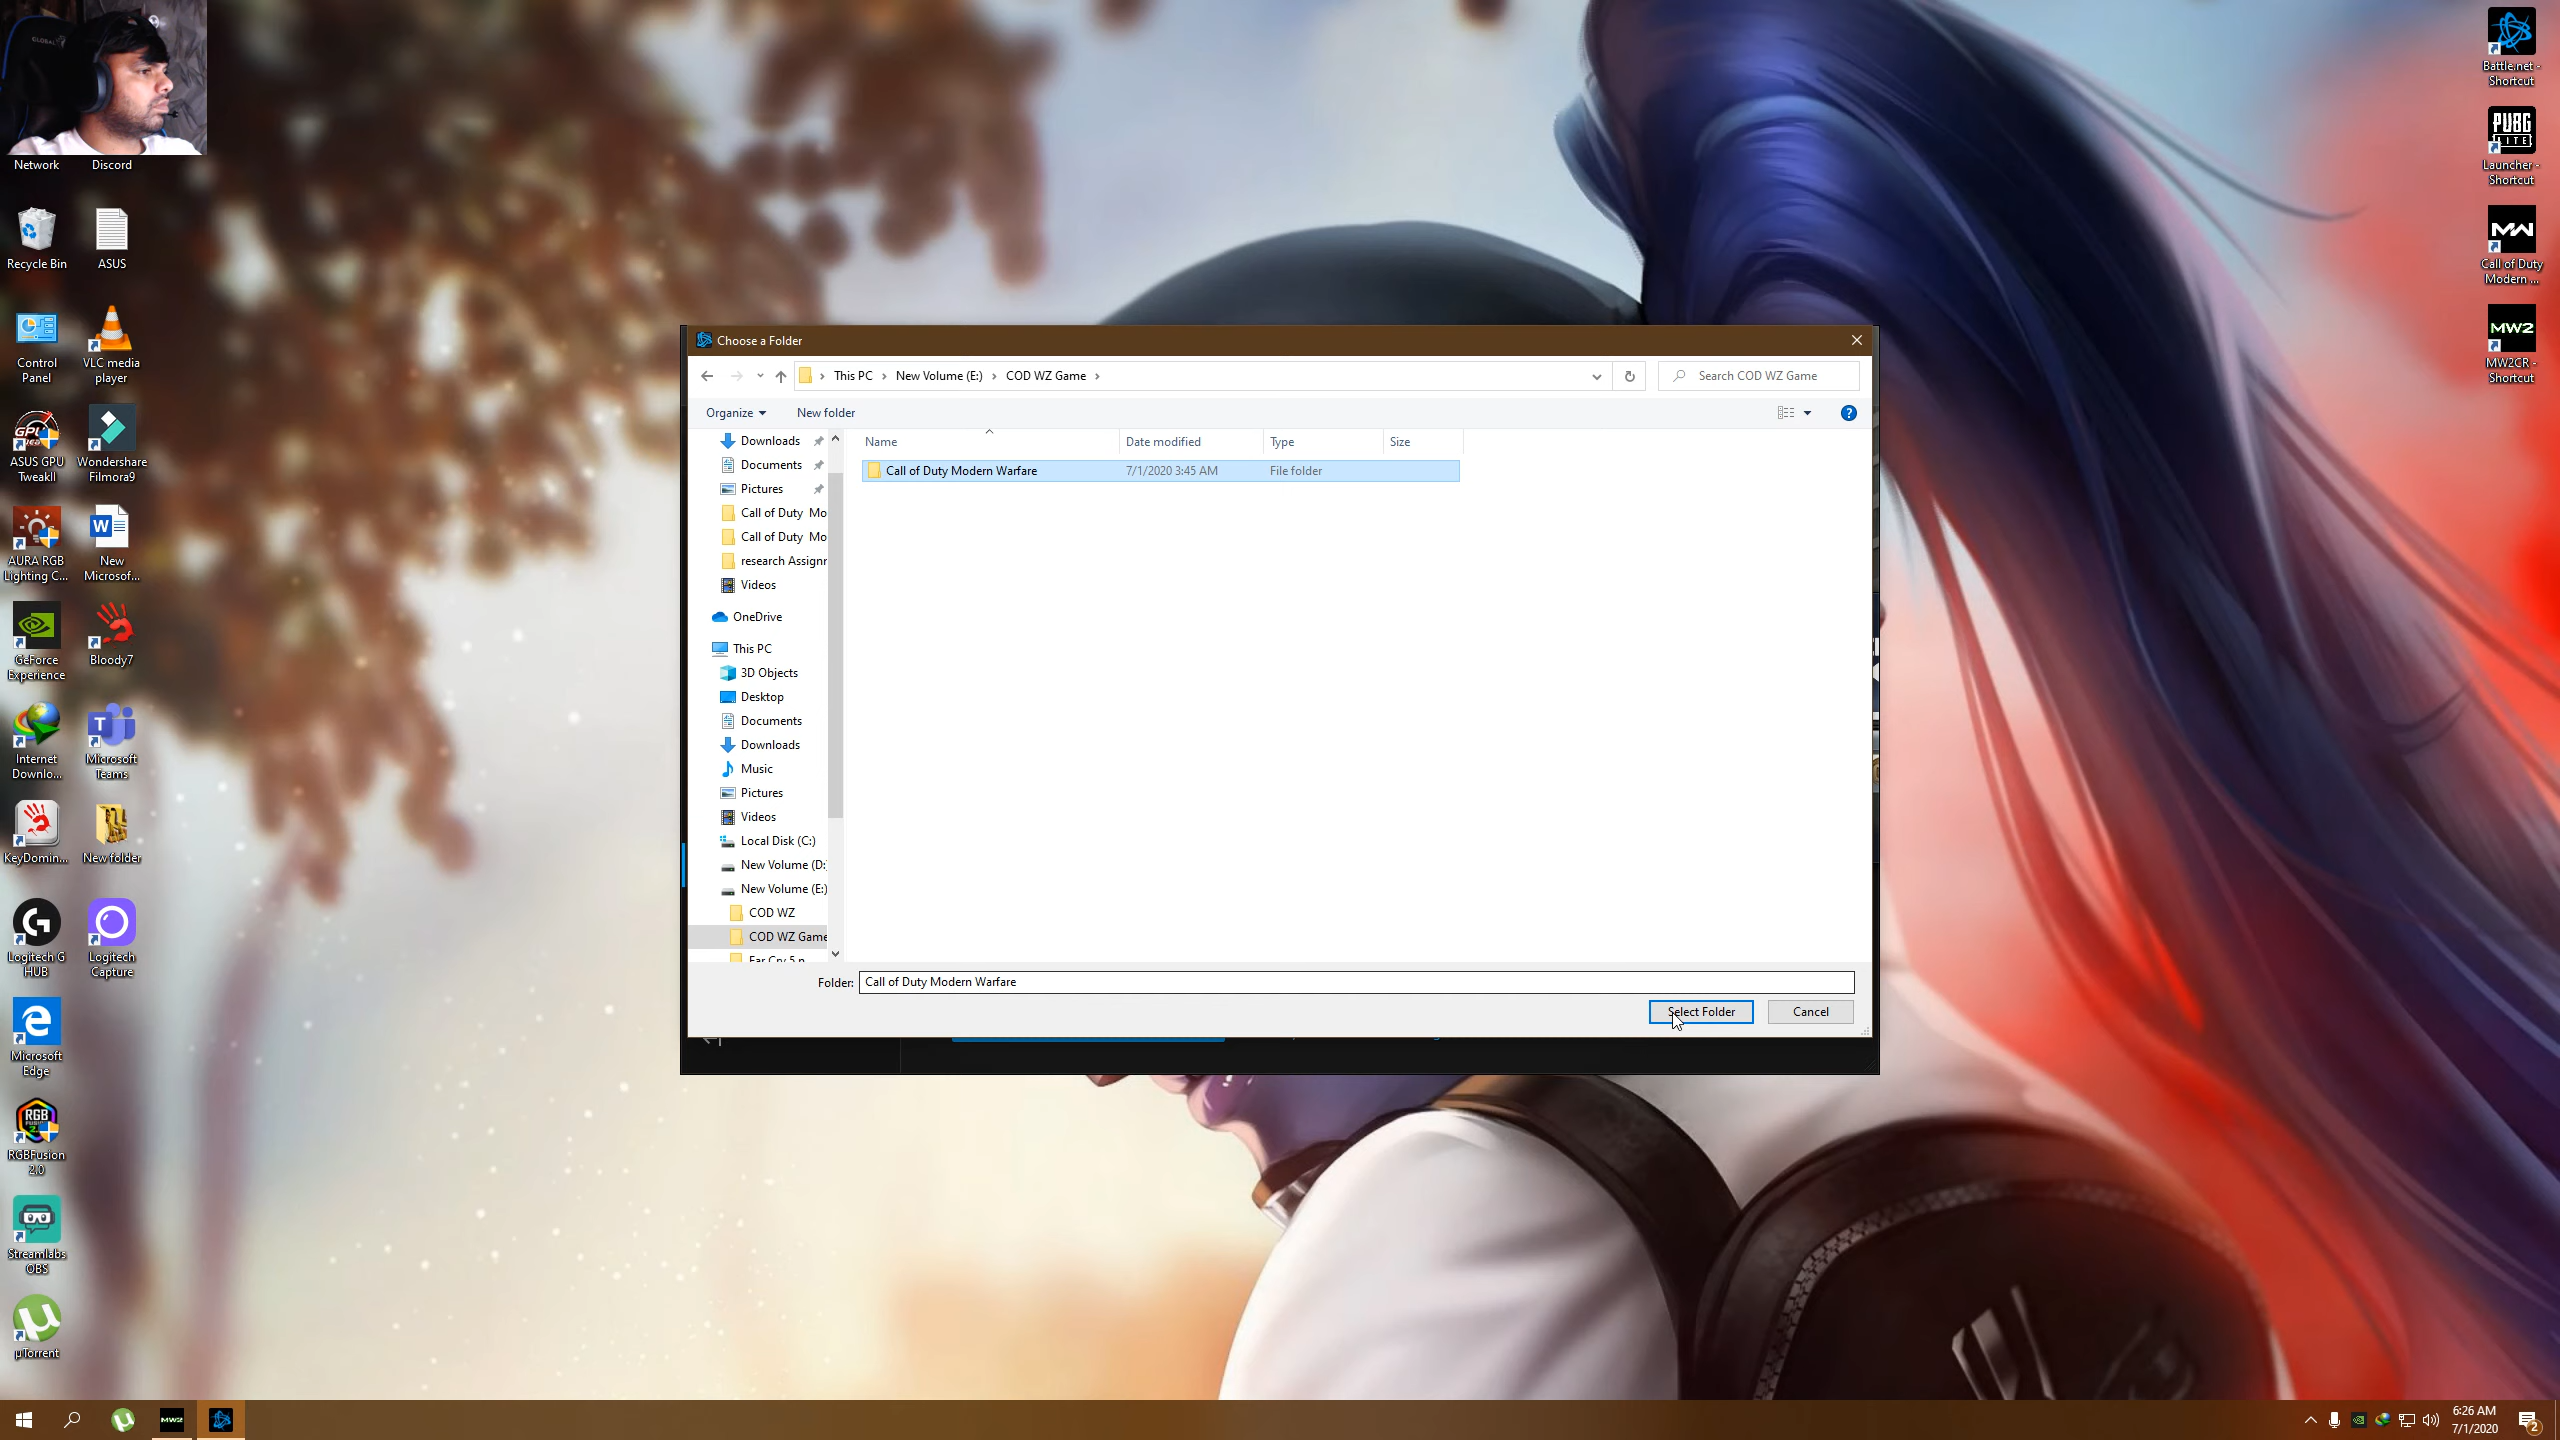 Network
Discord
Recycle Bin
ASUS
Control
Panel
VLC media
player
ASUS GPU
TweakII
Wondershare
Filmora9
AURA RGB
Lighting C...
New
Microsof...
GeForce
Experience
Bloody7
Internet
Downlo...
Microsoft
Teams
KeyDomin...
New folder
Logitech G
HUB
Logitech
Capture
Microsoft
Edge
RGBFusion
2.0
Streamlabs
OBS
µTorrent
Choose a Folder
This PC
New Volume (E:)
COD WZ Game
Search COD WZ Game
Organize
New folder
Name
Date modified
Type
Size
Call of Duty Modern Warfare
7/1/2020 3:45 AM
File folder
Downloads
Documents
Pictures
Call of Duty Mo
Call of Duty Mo
research Assignr
Videos
OneDrive
This PC
3D Objects
Desktop
Documents
Downloads
Music
Pictures
Videos
Local Disk (C:)
New Volume (D:
New Volume (E:)
COD WZ
COD WZ Game
Far Cry 5 n
Folder:
Call of Duty Modern Warfare
Select Folder
Cancel
Battle.net -
Shortcut
PUBG
LITE
Launcher -
Shortcut
MW
Call of Duty
Modern ...
MW2
MW2CR -
Shortcut
MW2
6:26 AM
7/1/2020
2